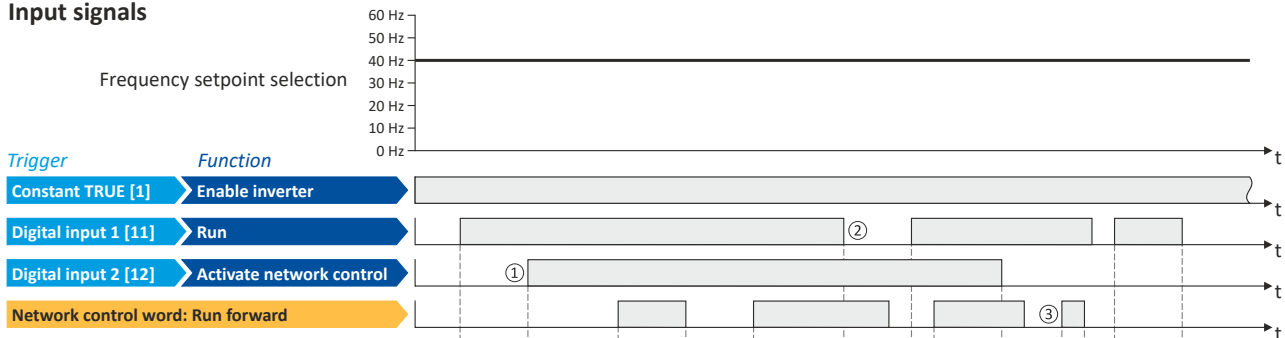 Input signals
60 Hz
50 Hz
40 Hz
Frequency setpoint selection
30 Hz
20 Hz
10 Hz
0 Hz
t
Trigger Function
Constant TRUE [1] Enable inverter
t
Digital input 1 [11] Run ②
t
Digital input 2 [12] Activate network control ①
t
Network control word: Run forward ③
t